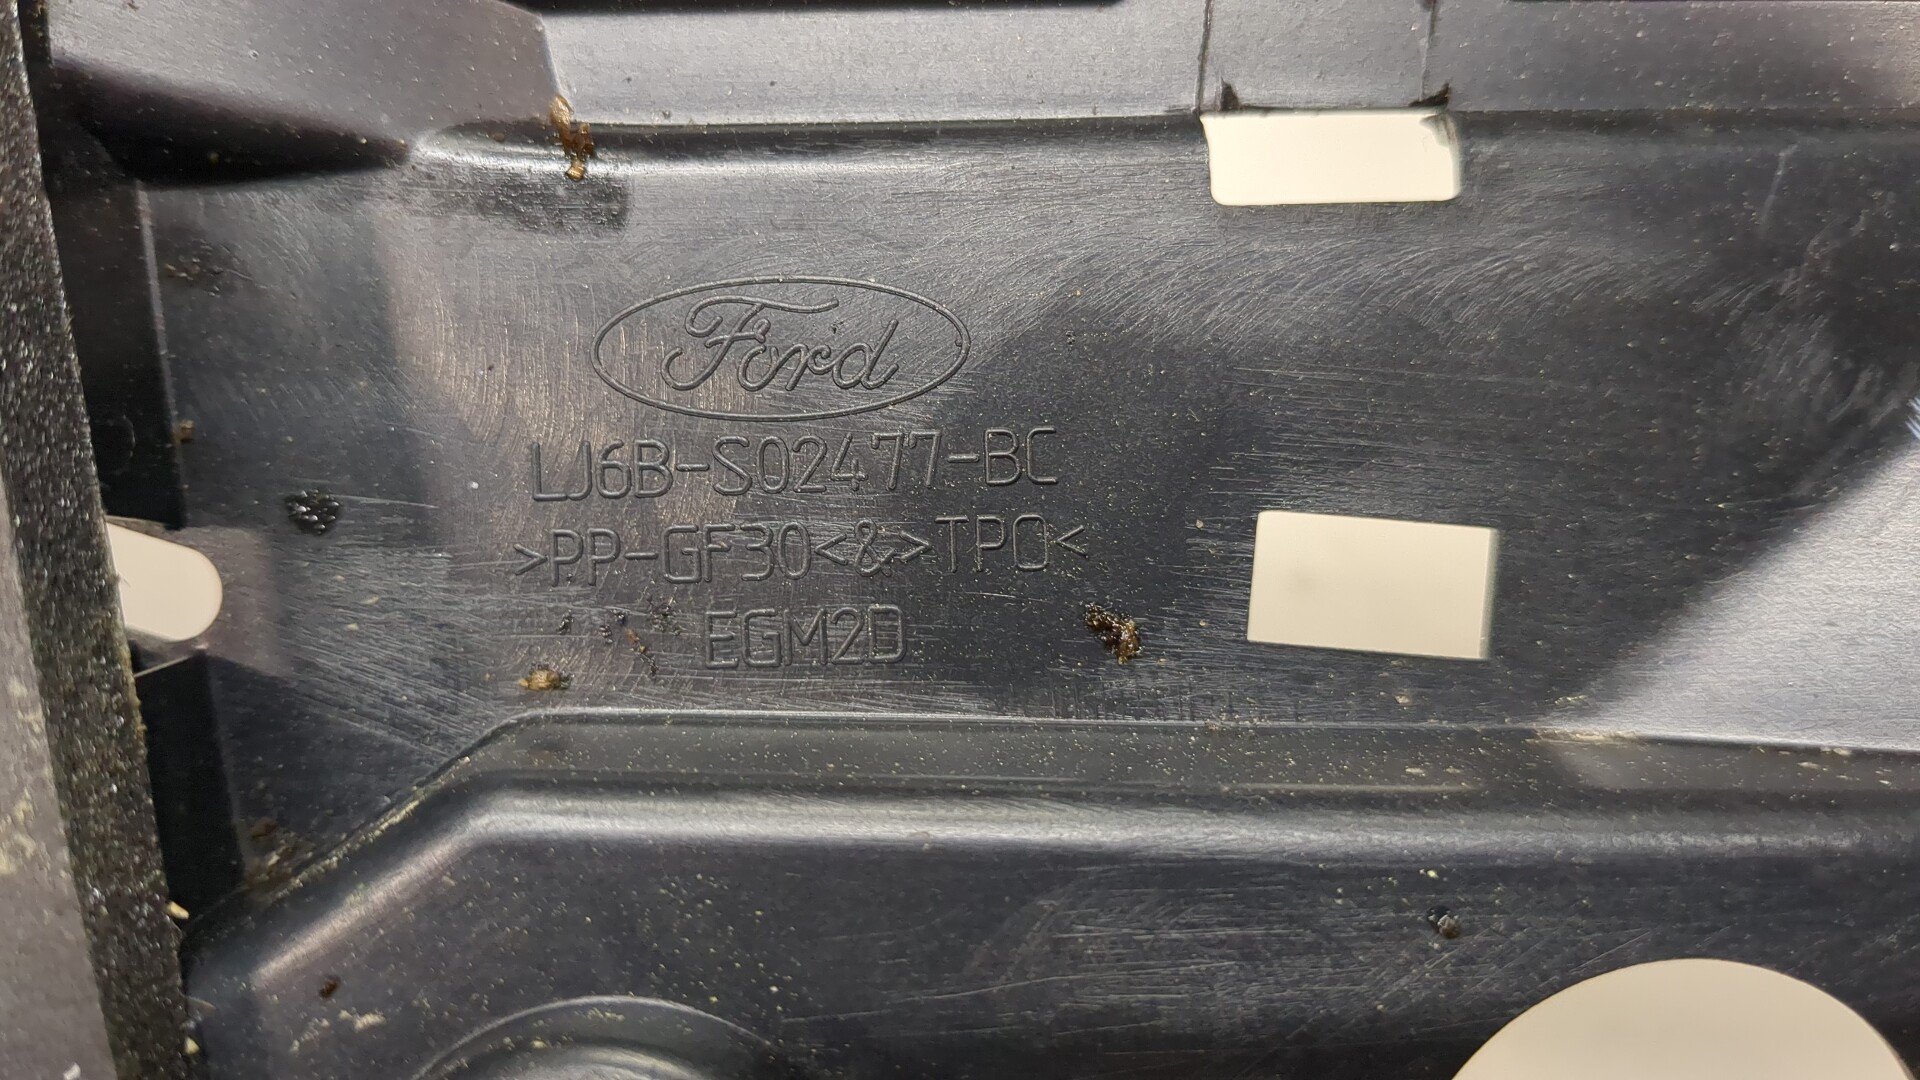 Ford
LJ6B-S02477-BC
>PP-GF30<&>TPO<
EGM2D